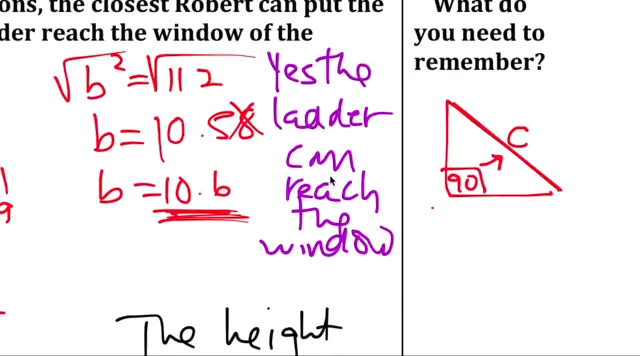 ons, the closest Robert can put the
der reach the window of the
√b² = √112
b = 10.58
b = 10.6
Yes the
ladder
can
reach
the
window
The height
What do
you need to
remember?
C
90